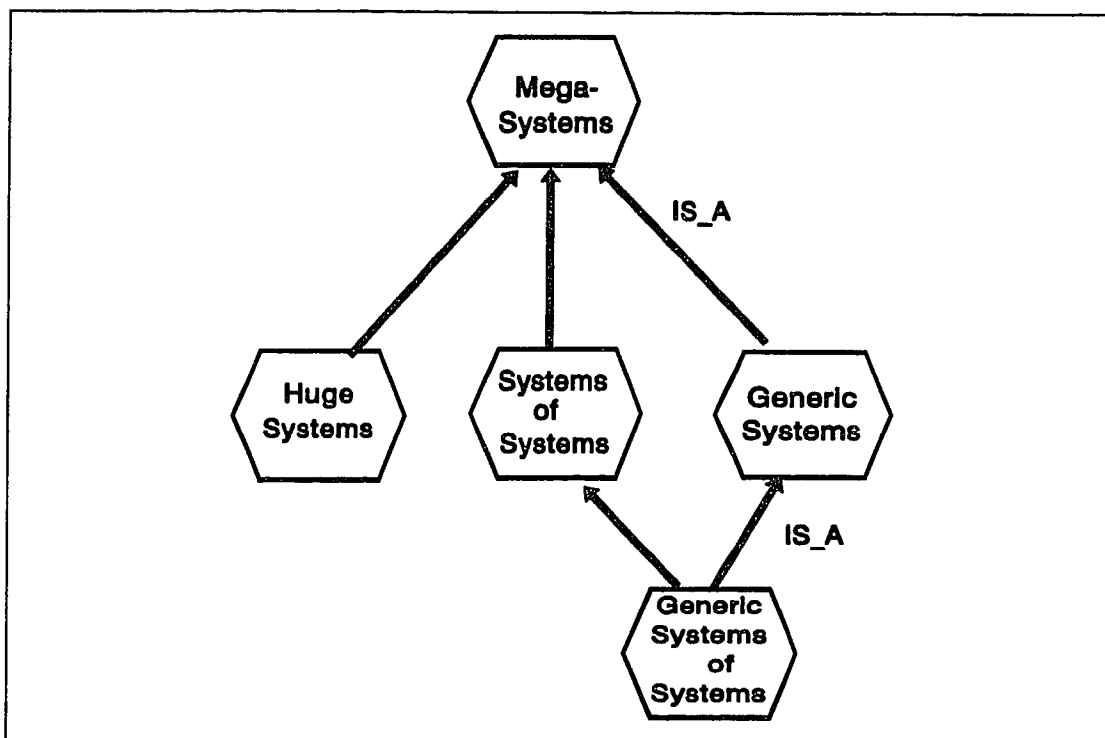 Mega-
Systems
IS_A
Huge
Systems
Systems
of
Systems
Generic
Systems
IS_A
Generic
Systems
of
Systems